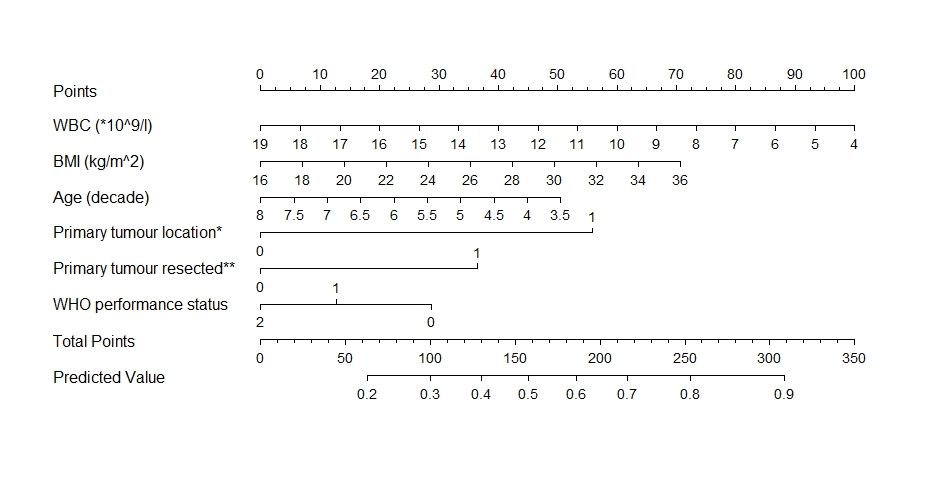 0 10 20 30 40 50 60 70 80 90 100
Points
WBC (*10^9/l)
19 18 17 16 15 14 13 12 11 10 9 8 7 6 5 4
BMI (kg/m^2)
16 18 20 22 24 26 28 30 32 34 36
Age (decade)
8 7.5 7 6.5 6 5.5 5 4.5 4 3.5 1
Primary tumour location*
0 1
Primary tumour resected**
0 1
WHO performance status
2 0
Total Points
0 50 100 150 200 250 300 350
Predicted Value
0.2 0.3 0.4 0.5 0.6 0.7 0.8 0.9